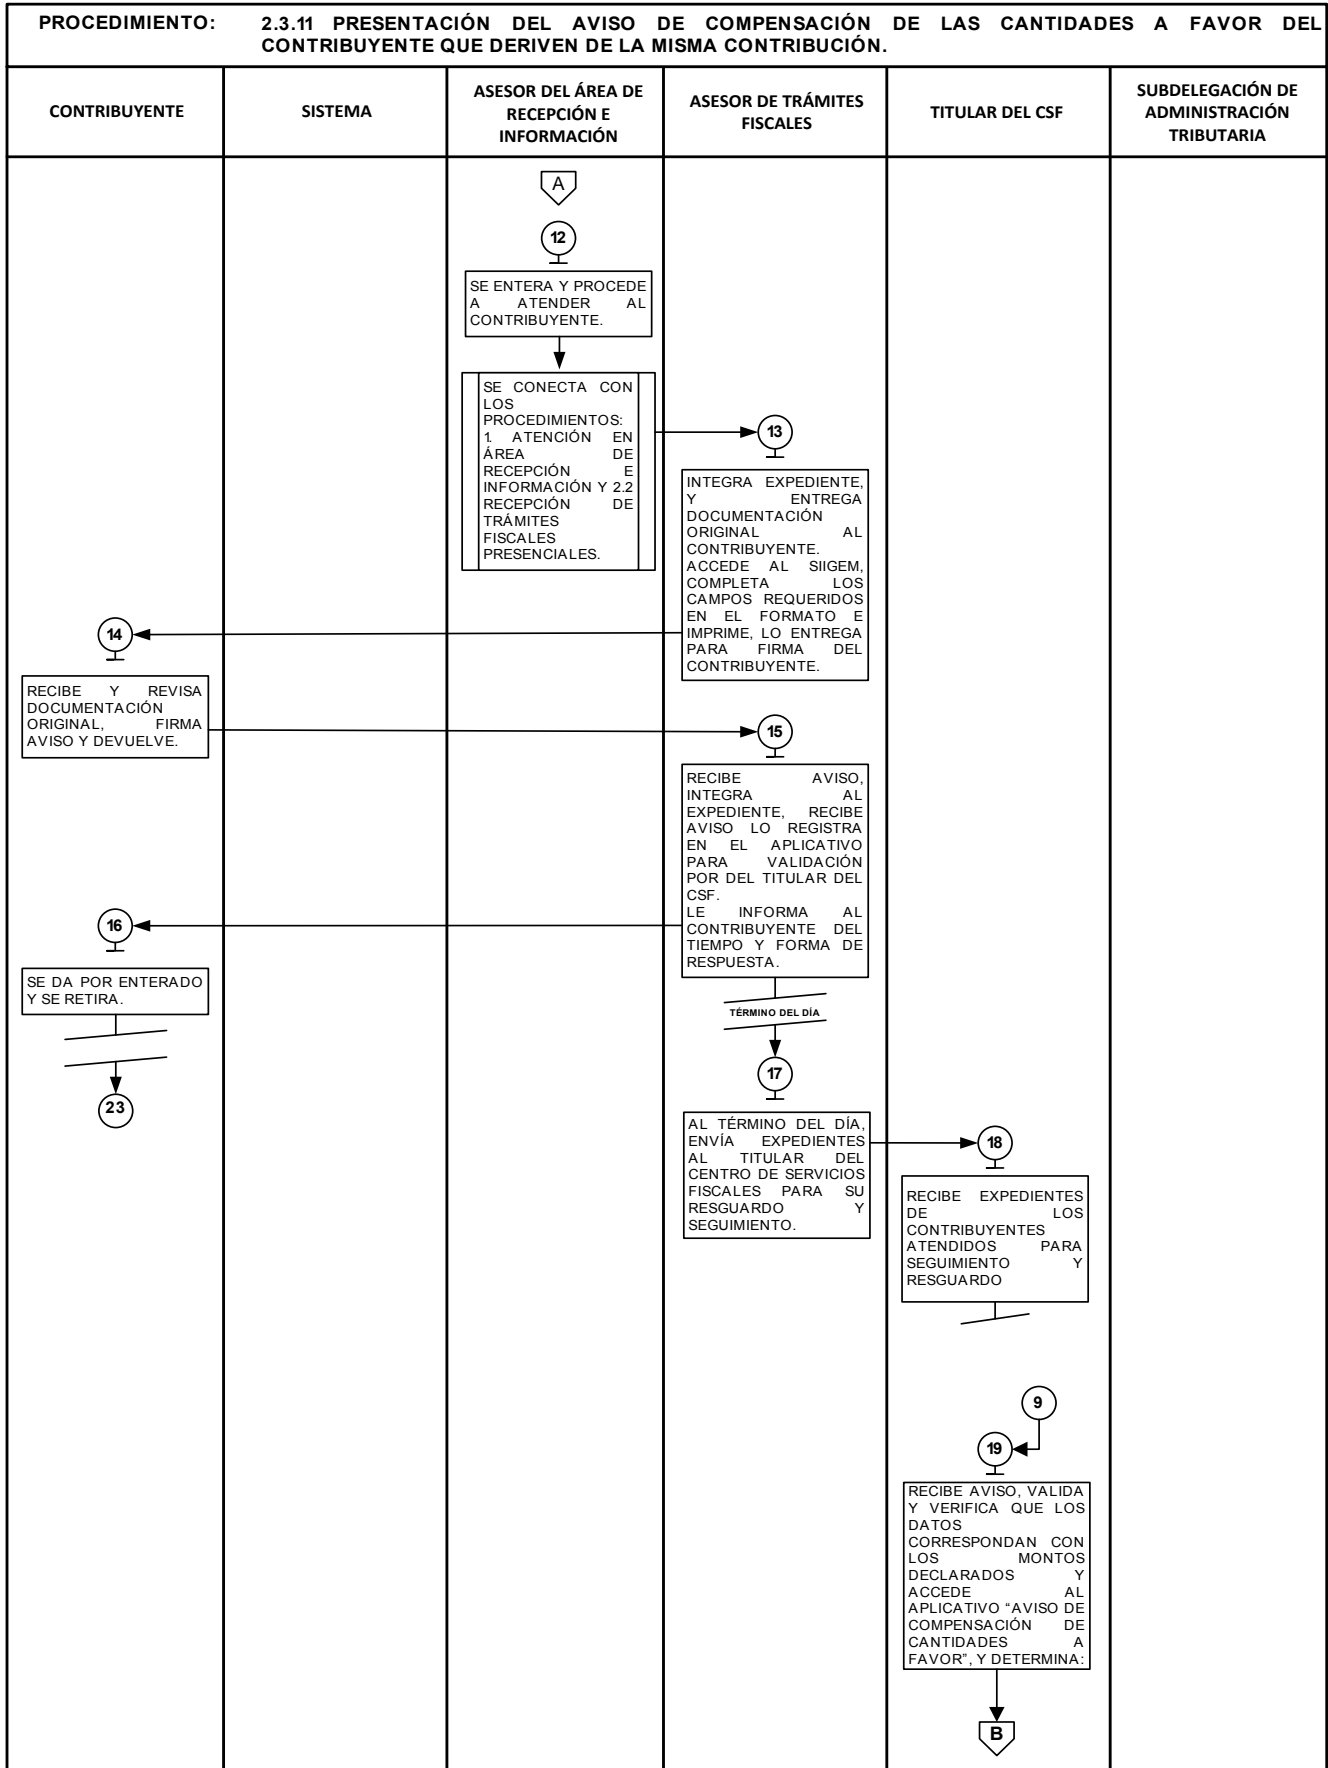 PROCEDIMIENTO: 2.3.11 PRESENTACIÓN DEL AVISO DE COMPENSACIÓN DE LAS CANTIDADES A FAVOR DEL
CONTRIBUYENTE QUE DERIVEN DE LA MISMA CONTRIBUCIÓN.
CONTRIBUYENTE
SISTEMA
ASESOR DEL ÁREA DE
RECEPCIÓN E
INFORMACIÓN
ASESOR DE TRÁMITES
FISCALES
TITULAR DEL CSF
SUBDELEGACIÓN DE
ADMINISTRACIÓN
TRIBUTARIA
A
12
SE ENTERA Y PROCEDE
A ATENDER AL
CONTRIBUYENTE.
SE CONECTA CON
LOS
PROCEDIMIENTOS:
1. ATENCIÓN EN
ÁREA DE
RECEPCIÓN E
INFORMACIÓN Y 2.2
RECEPCIÓN DE
TRÁMITES
FISCALES
PRESENCIALES.
13
INTEGRA EXPEDIENTE,
Y ENTREGA
DOCUMENTACIÓN
ORIGINAL AL
CONTRIBUYENTE.
ACCEDE AL SIIGEM,
COMPLETA LOS
CAMPOS REQUERIDOS
EN EL FORMATO E
IMPRIME, LO ENTREGA
PARA FIRMA DEL
CONTRIBUYENTE.
14
RECIBE Y REVISA
DOCUMENTACIÓN
ORIGINAL, FIRMA
AVISO Y DEVUELVE.
15
RECIBE AVISO,
INTEGRA AL
EXPEDIENTE, RECIBE
AVISO LO REGISTRA
EN EL APLICATIVO
PARA VALIDACIÓN
POR DEL TITULAR DEL
CSF.
LE INFORMA AL
CONTRIBUYENTE DEL
TIEMPO Y FORMA DE
RESPUESTA.
16
SE DA POR ENTERADO
Y SE RETIRA.
23
TÉRMINO DEL DÍA
17
AL TÉRMINO DEL DÍA,
ENVÍA EXPEDIENTES
AL TITULAR DEL
CENTRO DE SERVICIOS
FISCALES PARA SU
RESGUARDO Y
SEGUIMIENTO.
18
RECIBE EXPEDIENTES
DE LOS
CONTRIBUYENTES
ATENDIDOS PARA
SEGUIMIENTO Y
RESGUARDO
9
19
RECIBE AVISO, VALIDA
Y VERIFICA QUE LOS
DATOS
CORRESPONDAN CON
LOS MONTOS
DECLARADOS Y
ACCEDE AL
APLICATIVO “AVISO DE
COMPENSACIÓN DE
CANTIDADES A
FAVOR”, Y DETERMINA:
B